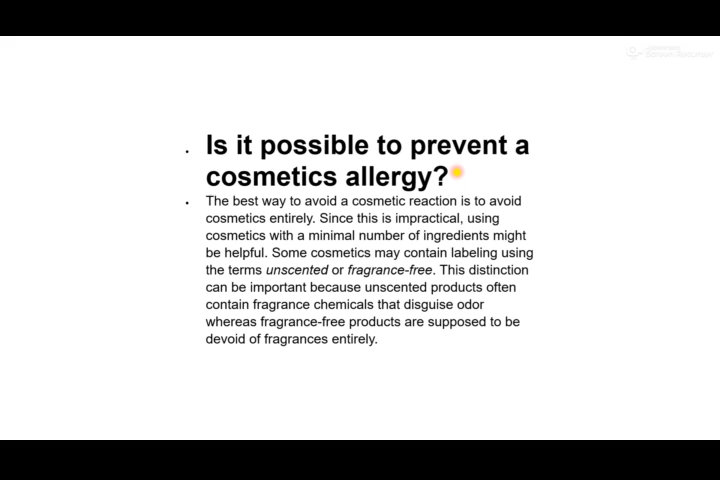 Is it possible to prevent a
cosmetics allergy?
The best way to avoid a cosmetic reaction is to avoid
cosmetics entirely. Since this is impractical, using
cosmetics with a minimal number of ingredients might
be helpful. Some cosmetics may contain labeling using
the terms unscented or fragrance-free. This distinction
can be important because unscented products often
contain fragrance chemicals that disguise odor
whereas fragrance-free products are supposed to be
devoid of fragrances entirely.